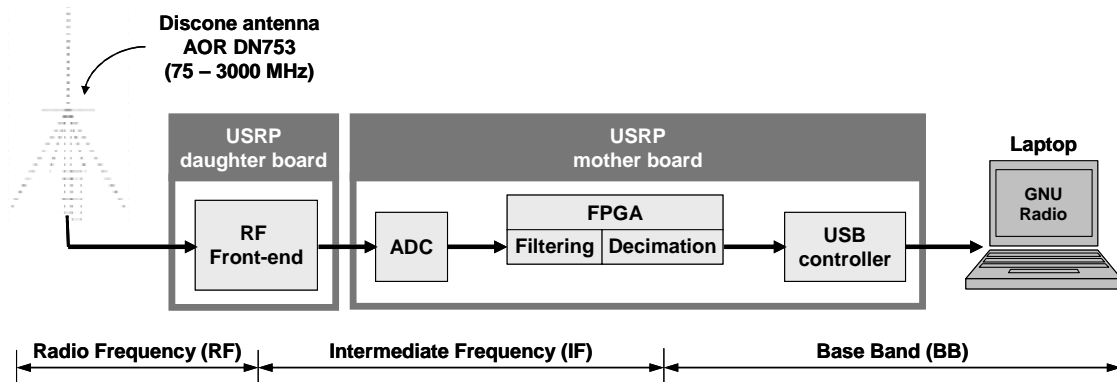 Discone antenna
AOR DN753
(75 – 3000 MHz)
USRP
daughter board
USRP
mother board
Laptop
RF
Front-end
ADC
FPGA
Filtering
Decimation
USB
controller
GNU
Radio
Radio Frequency (RF)
Intermediate Frequency (IF)
Base Band (BB)